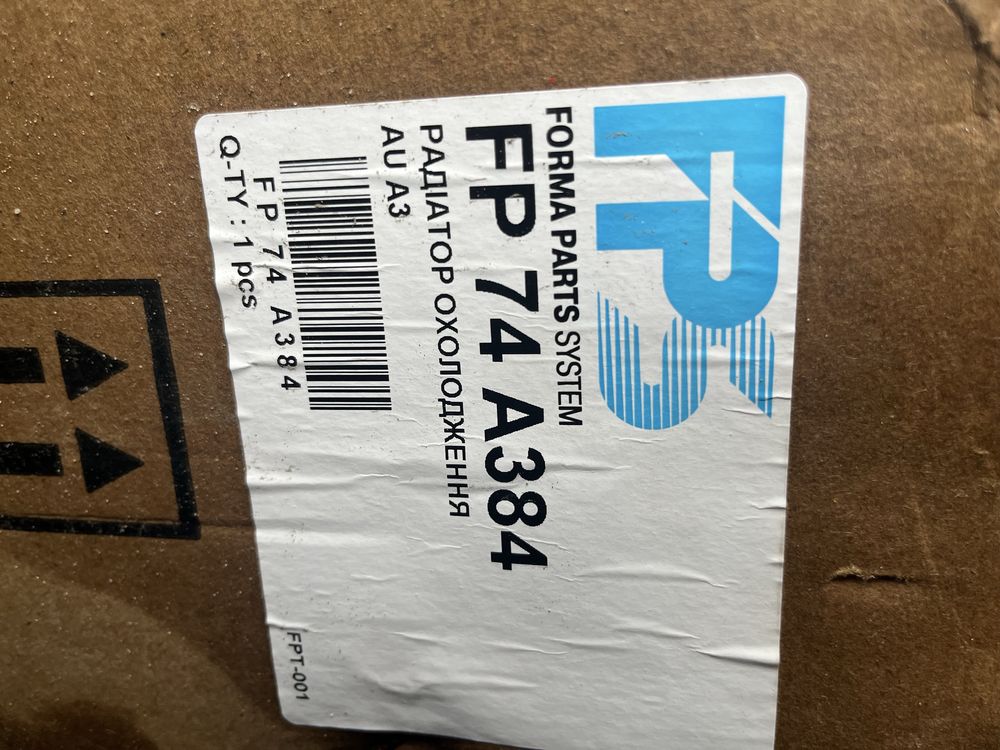 FPS
FORMA PARTS SYSTEM
FP 74 A384
РАДІАТОР ОХОЛОДЖЕННЯ
AU A3
FP 74 A384
Q-TY : 1 pcs
FPT-001